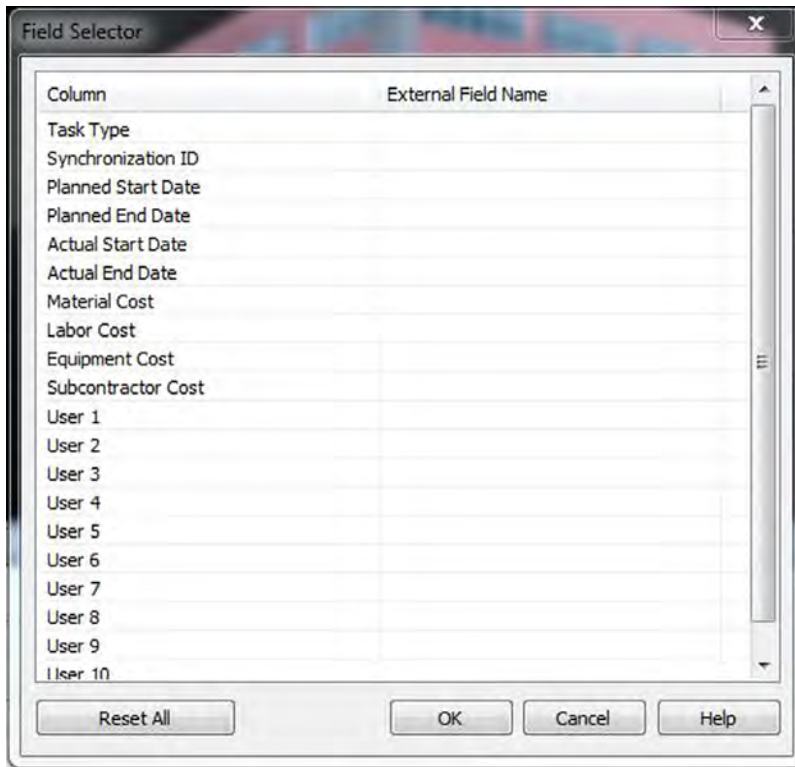 Field Selector
Column External Field Name
Task Type
Synchronization ID
Planned Start Date
Planned End Date
Actual Start Date
Actual End Date
Material Cost
Labor Cost
Equipment Cost
Subcontractor Cost
User 1
User 2
User 3
User 4
User 5
User 6
User 7
User 8
User 9
User 10
Reset All OK Cancel Help